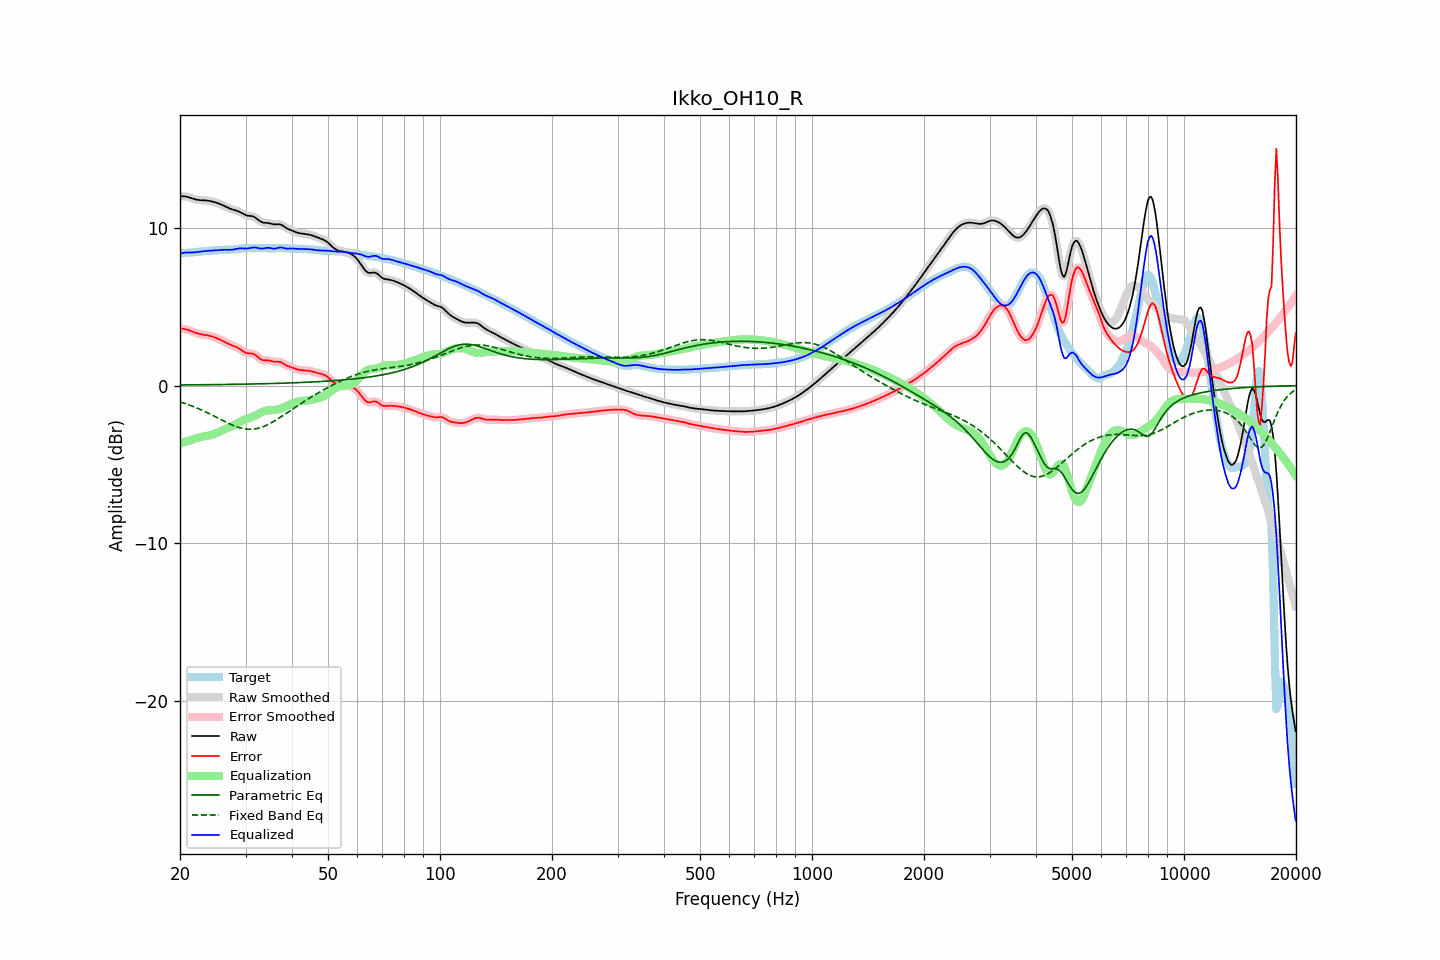 Ikko_OH10_R
Amplitude (dBr)
10
0
−10
−20
Target
Raw Smoothed
Error Smoothed
Raw
Error
Equalization
Parametric Eq
Fixed Band Eq
Equalized
20 50 100 200 500 1000 2000 5000 10000 20000
Frequency (Hz)